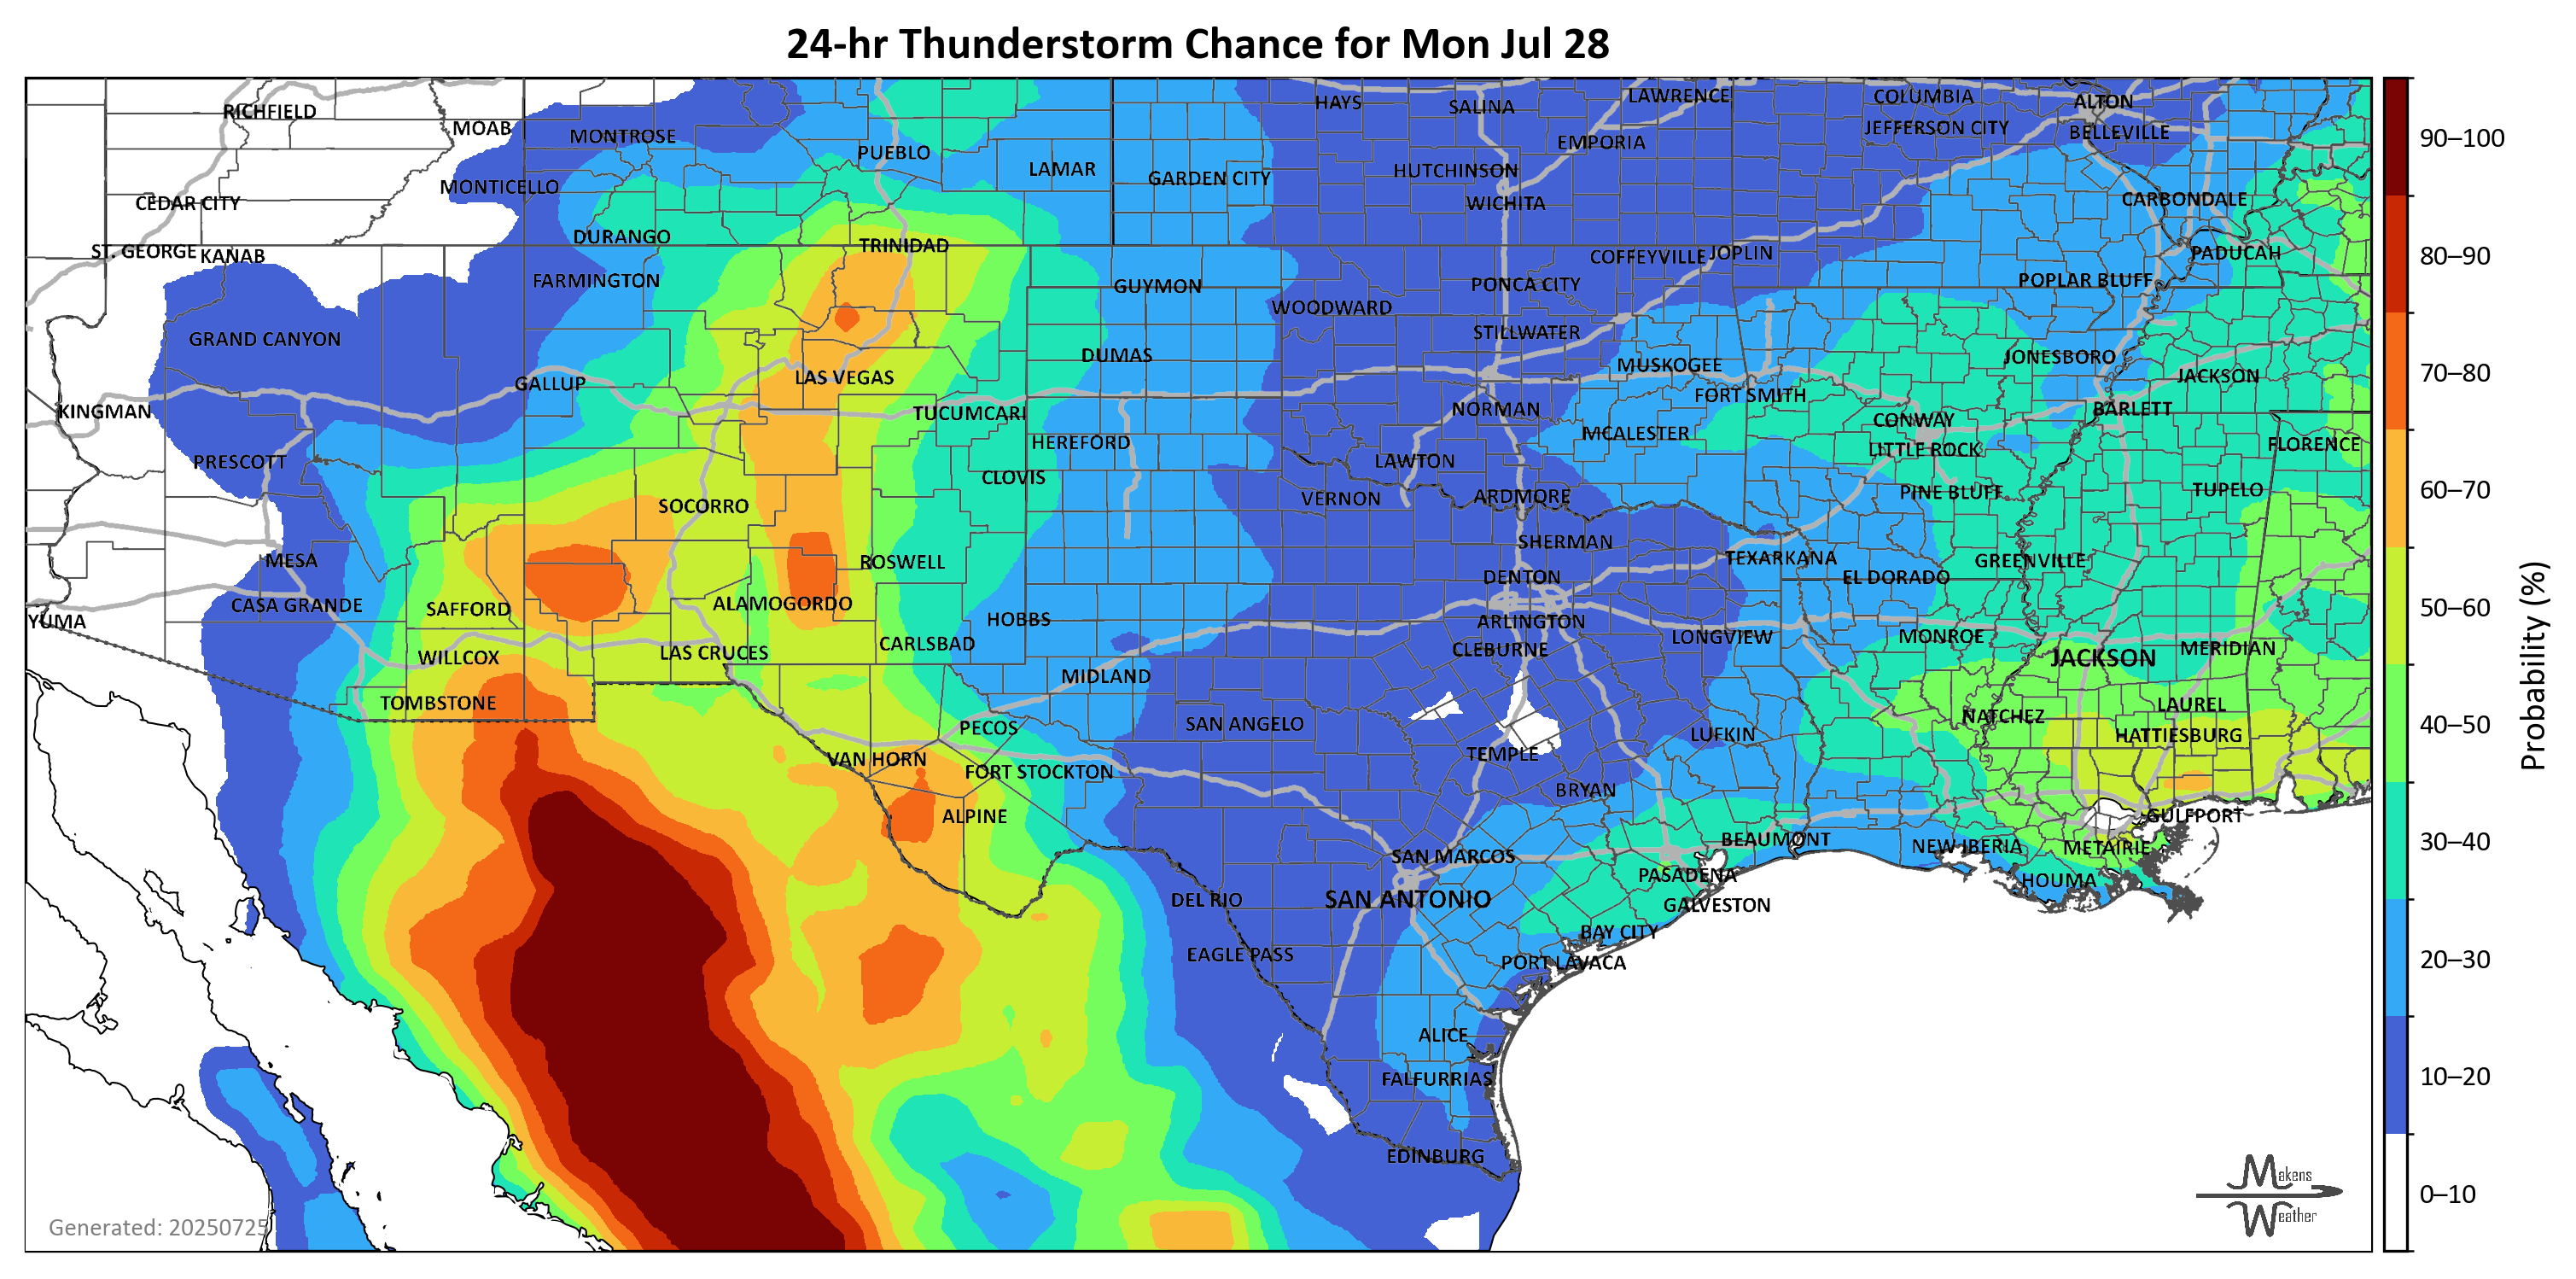 24-hr Thunderstorm Chance for Mon Jul 28
RICHFIELD
MOAB
MONTROSE
PUEBLO
LAMAR
GARDEN CITY
HAYS
SALINA
LAWRENCE
EMPORIA
COLUMBIA
JEFFERSON CITY
ALTON
BELLEVILLE
90–100
MONTICELLO
CEDAR CITY
HUTCHINSON
WICHITA
CARBONDALE
DURANGO
TRINIDAD
ST. GEORGE
KANAB
FARMINGTON
GUYMON
COFFEYVILLE
JOPLIN
PADUCAH
80–90
WOODWARD
PONCA CITY
POPLAR BLUFF
GRAND CANYON
STILLWATER
DUMAS
MUSKOGEE
JONESBORO
GALLUP
LAS VEGAS
JACKSON
70–80
KINGMAN
TUCUMCARI
NORMAN
FORT SMITH
BARLETT
PRESCOTT
HEREFORD
MCALESTER
CONWAY
LITTLE ROCK
FLORENCE
LAWTON
CLOVIS
SOCORRO
VERNON
ARDMORE
PINE BLUFF
TUPELO
60–70
MESA
ROSWELL
SHERMAN
TEXARKANA
GREENVILLE
CASA GRANDE
SAFFORD
ALAMOGORDO
DENTON
EL DORADO
50–60
YUMA
HOBBS
ARLINGTON
WILLCOX
LAS CRUCES
CARLSBAD
CLEBURNE
LONGVIEW
MONROE
JACKSON
MERIDIAN
Probability (%)
TOMBSTONE
MIDLAND
PECOS
SAN ANGELO
LUFKIN
NATCHEZ
LAUREL
HATTIESBURG
40–50
VAN HORN
FORT STOCKTON
TEMPLE
BRYAN
ALPINE
GULFPORT
SAN MARCOS
BEAUMONT
NEW IBERIA
METAIRIE
30–40
DEL RIO
SAN ANTONIO
PASADENA
GALVESTON
HOUMA
EAGLE PASS
BAY CITY
PORT LAVACA
20–30
ALICE
FALFURRIAS
10–20
EDINBURG
Makens
Weather
0–10
Generated: 20250725